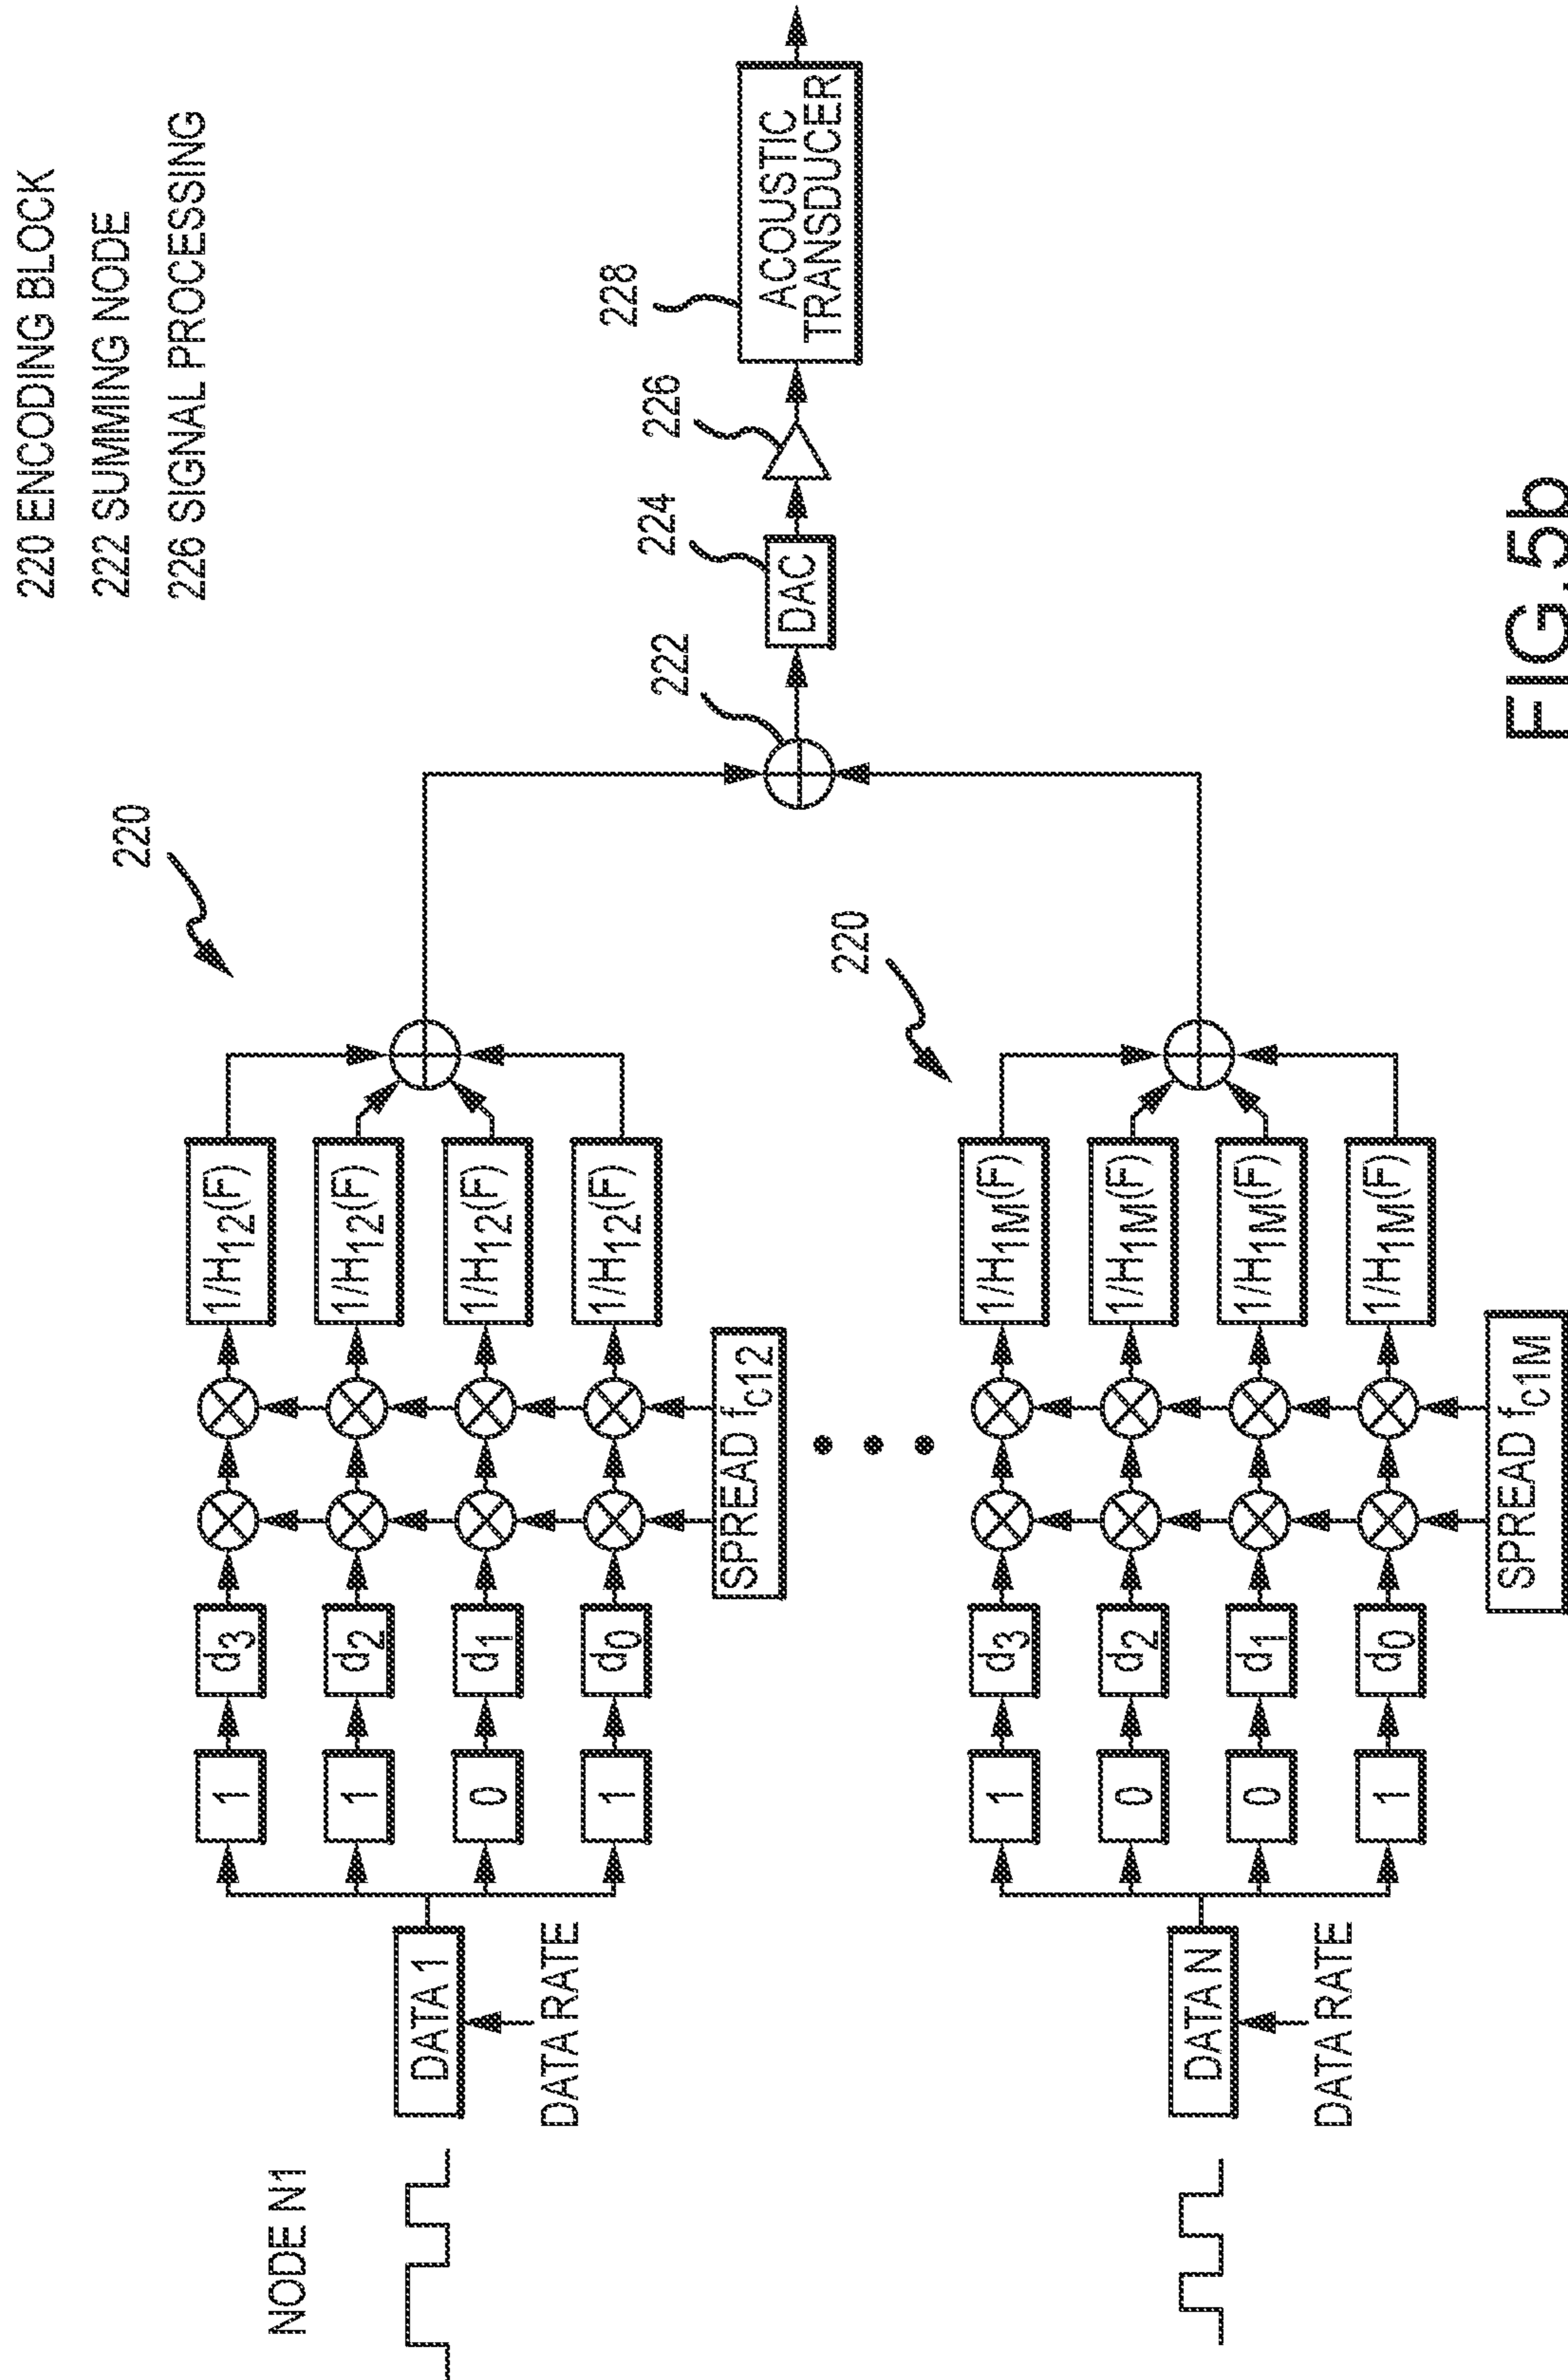 220 ENCODING BLOCK
222 SUMMING NODE
226 SIGNAL PROCESSING
NODE N1
DATA 1
DATA RATE
1
1
0
1
d3
d2
d1
d0
SPREAD fc12
1/H12(F)
1/H12(F)
1/H12(F)
1/H12(F)
220
DATA N
DATA RATE
1
0
0
1
d3
d2
d1
d0
SPREAD fc1M
1/H1M(F)
1/H1M(F)
1/H1M(F)
1/H1M(F)
220
222
DAC
224
226
228
ACOUSTIC
TRANSDUCER
FIG.5b